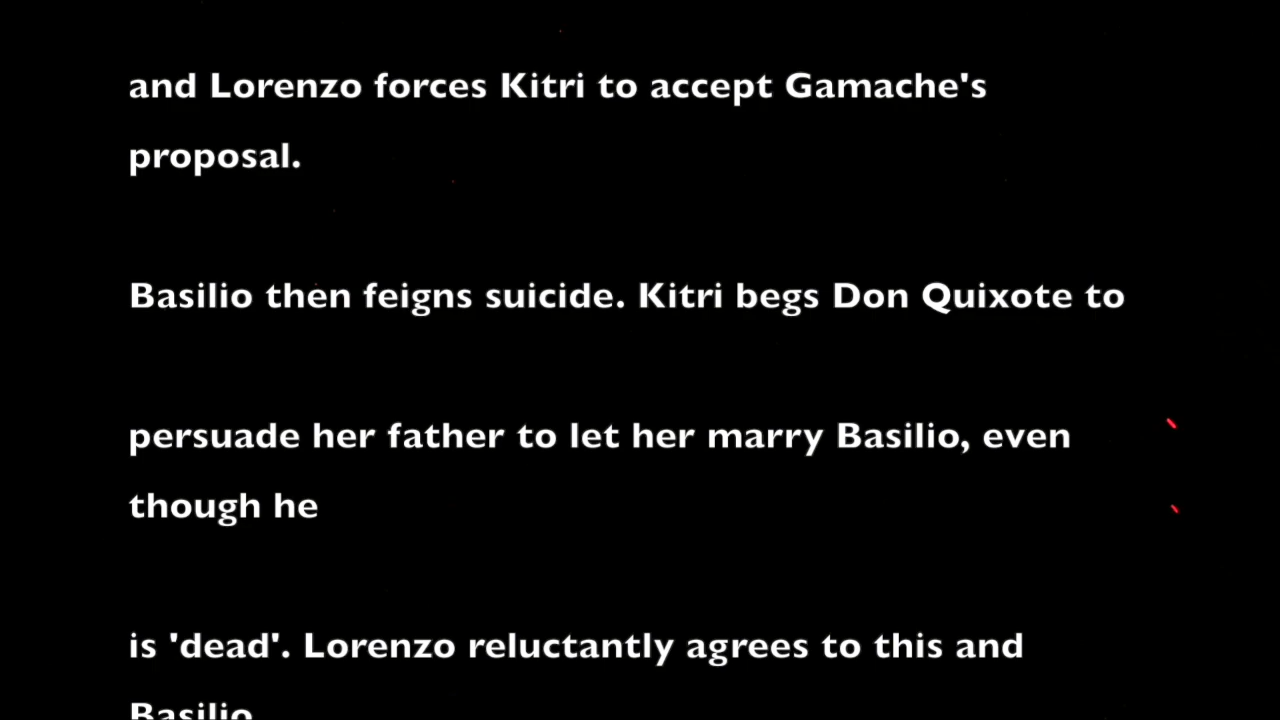 and Lorenzo forces Kitri to accept Gamache's
proposal.
Basilio then feigns suicide. Kitri begs Don Quixote to
persuade her father to let her marry Basilio, even
though he
is 'dead'. Lorenzo reluctantly agrees to this and
Basilio